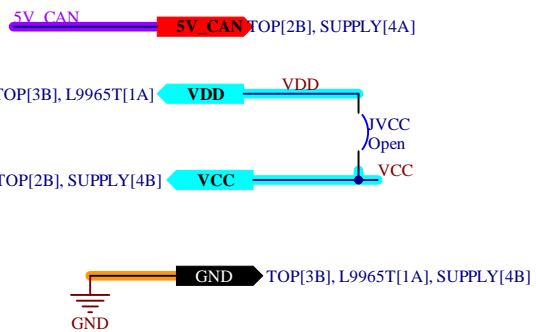 5V_CAN 5V_CAN TOP[2B], SUPPLY[4A]
TOP[3B], L9965T[1A] VDD VDD
JVCC
Open
TOP[2B], SUPPLY[4B] VCC VCC
GND TOP[3B], L9965T[1A], SUPPLY[4B]
GND